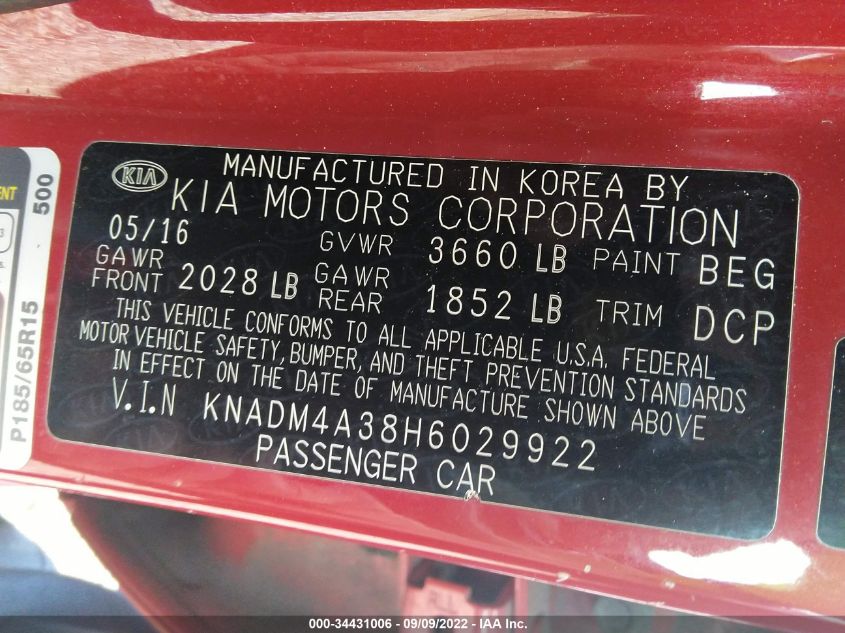 KIA
MANUFACTURED IN KOREA BY
KIA MOTORS CORPORATION
05/16 GVWR 3660 LB PAINT BEG
GAWR FRONT 2028 LB GAWR REAR 1852 LB TRIM DCP
THIS VEHICLE CONFORMS TO ALL APPLICABLE U.S.A. FEDERAL
MOTOR VEHICLE SAFETY, BUMPER, AND THEFT PREVENTION STANDARDS
IN EFFECT ON THE DATE OF MANUFACTURE SHOWN ABOVE
V.I.N KNADM4A38H6029922
PASSENGER CAR
P185/65R15 500
000-34431006 - 09/09/2022 - IAA Inc.